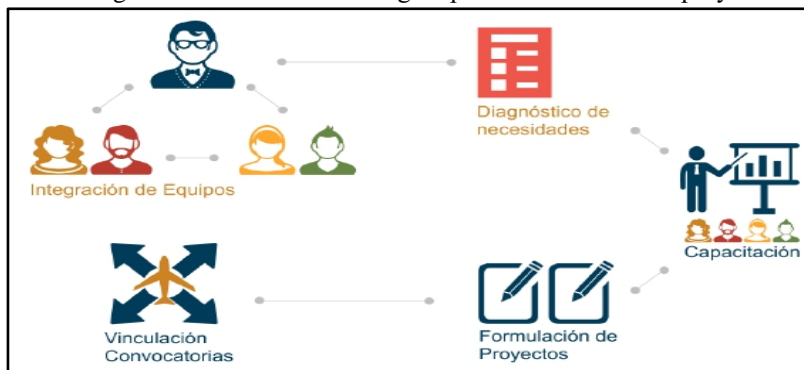 Diagnóstico de
necesidades
Integración de Equipos
Capacitación
Vinculación
Convocatorias
Formulación de
Proyectos